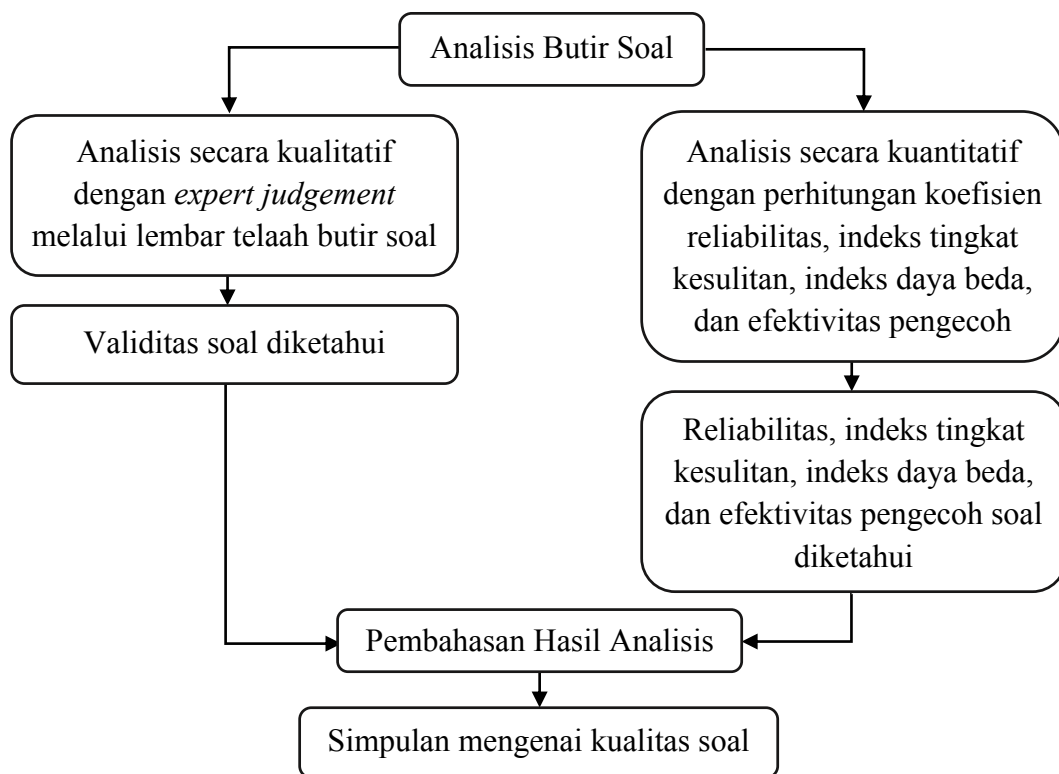 Analisis Butir Soal
Analisis secara kualitatif
dengan expert judgement
melalui lembar telaah butir soal
Validitas soal diketahui
Analisis secara kuantitatif
dengan perhitungan koefisien
reliabilitas, indeks tingkat
kesulitan, indeks daya beda,
dan efektivitas pengecoh
Reliabilitas, indeks tingkat
kesulitan, indeks daya beda,
dan efektivitas pengecoh soal
diketahui
Pembahasan Hasil Analisis
Simpulan mengenai kualitas soal